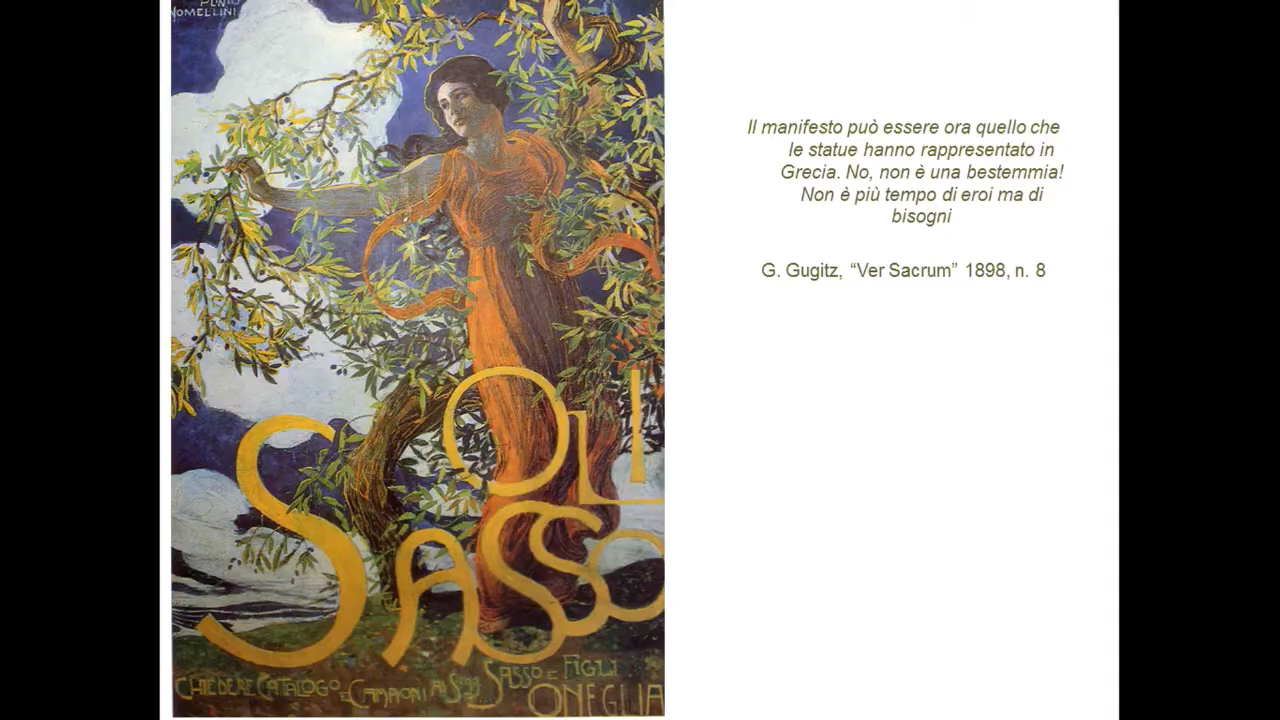 PLINIO
NOMELLINI
OLI
SASSO
CHIEDERE CATALOGO E CAMPIONI AI SIGG. SASSO E FIGLI
ONEGLIA
Il manifesto può essere ora quello che
le statue hanno rappresentato in
Grecia. No, non è una bestemmia!
Non è più tempo di eroi ma di
bisogni
G. Gugitz, “Ver Sacrum” 1898, n. 8